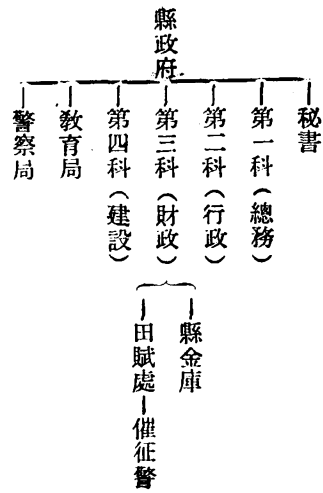 縣政府
秘書
第一科（總務）
第二科（行政）
第三科（財政）
第四科（建設）
敎育局
警察局
縣金庫
田賦處
催征警